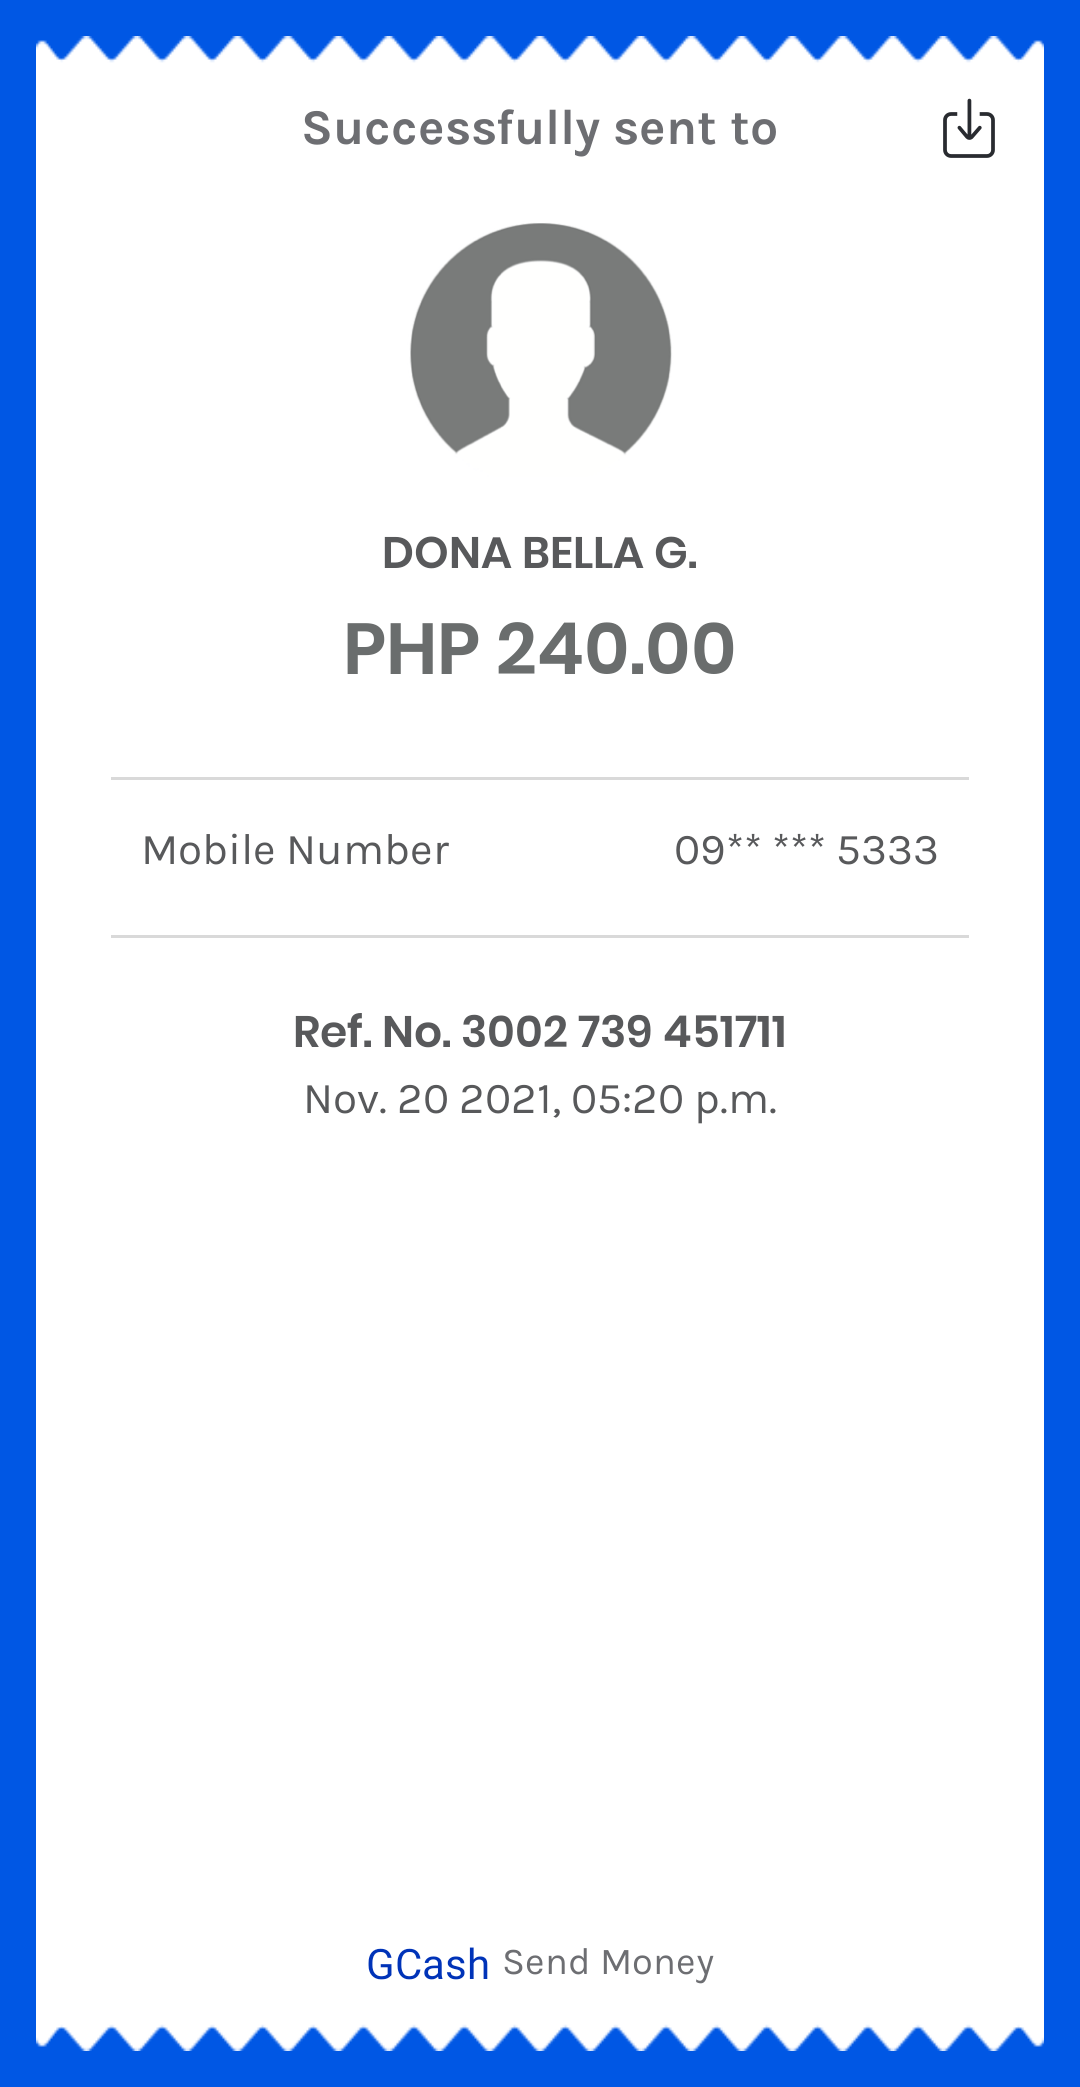 Successfully sent to
DONA BELLA G.
PHP 240.00
Mobile Number 09** *** 5333
Ref. No. 3002 739 451711
Nov. 20 2021, 05:20 p.m.
GCash Send Money